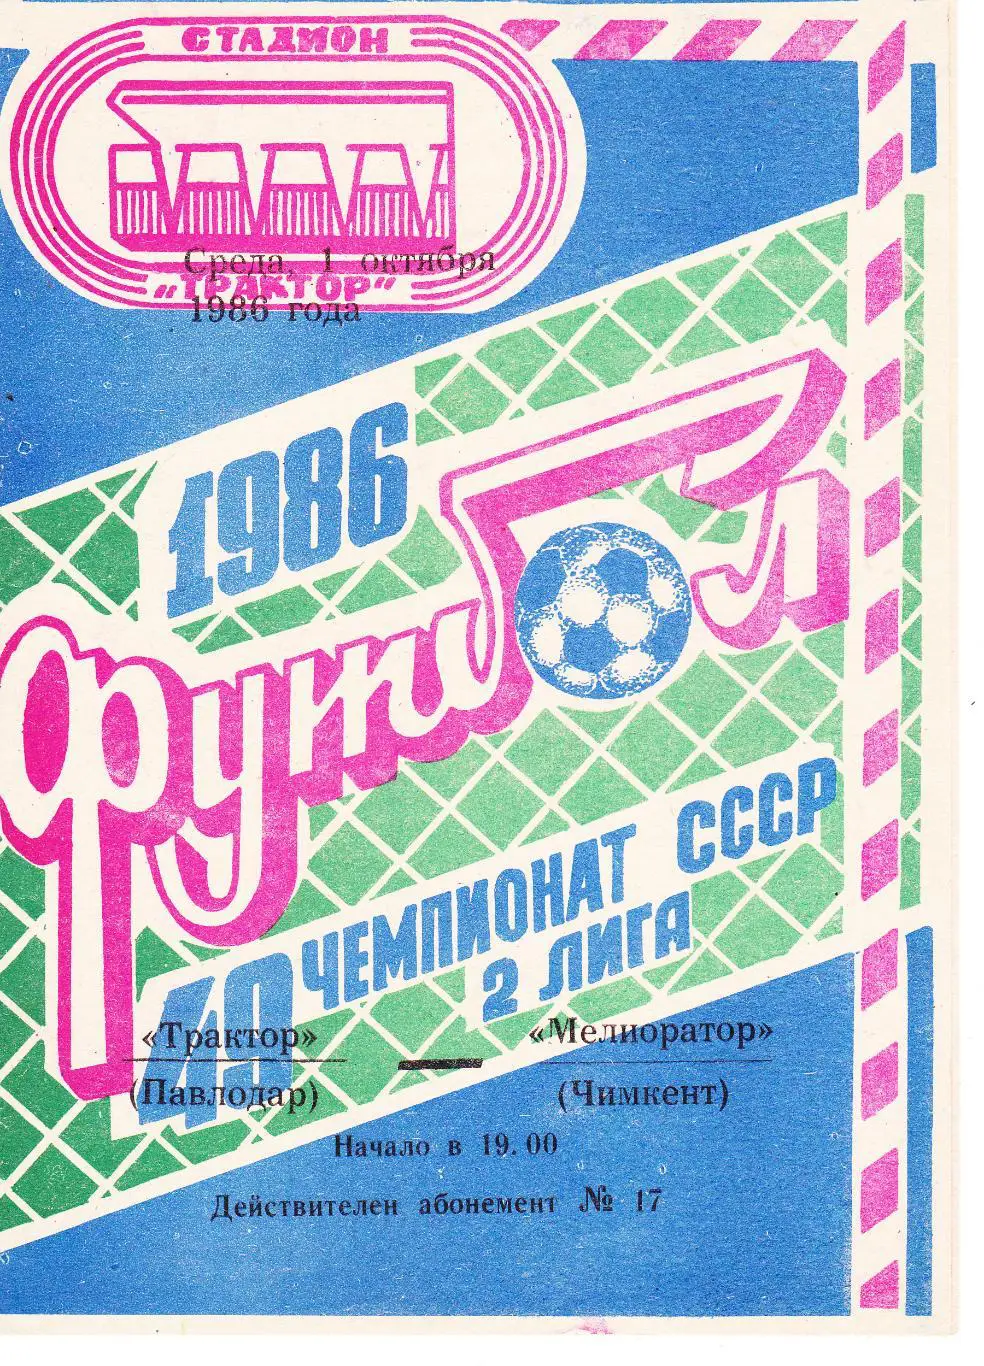 СТАДИОН
Среда, 1 октября
„ТРАКТОР"
1986 года
1986
футбол
49 ЧЕМПИОНАТ СССР
2 ЛИГА
«Трактор» — «Мелиоратор»
(Павлодар) (Чимкент)
Начало в 19.00
Действителен абонемент № 17